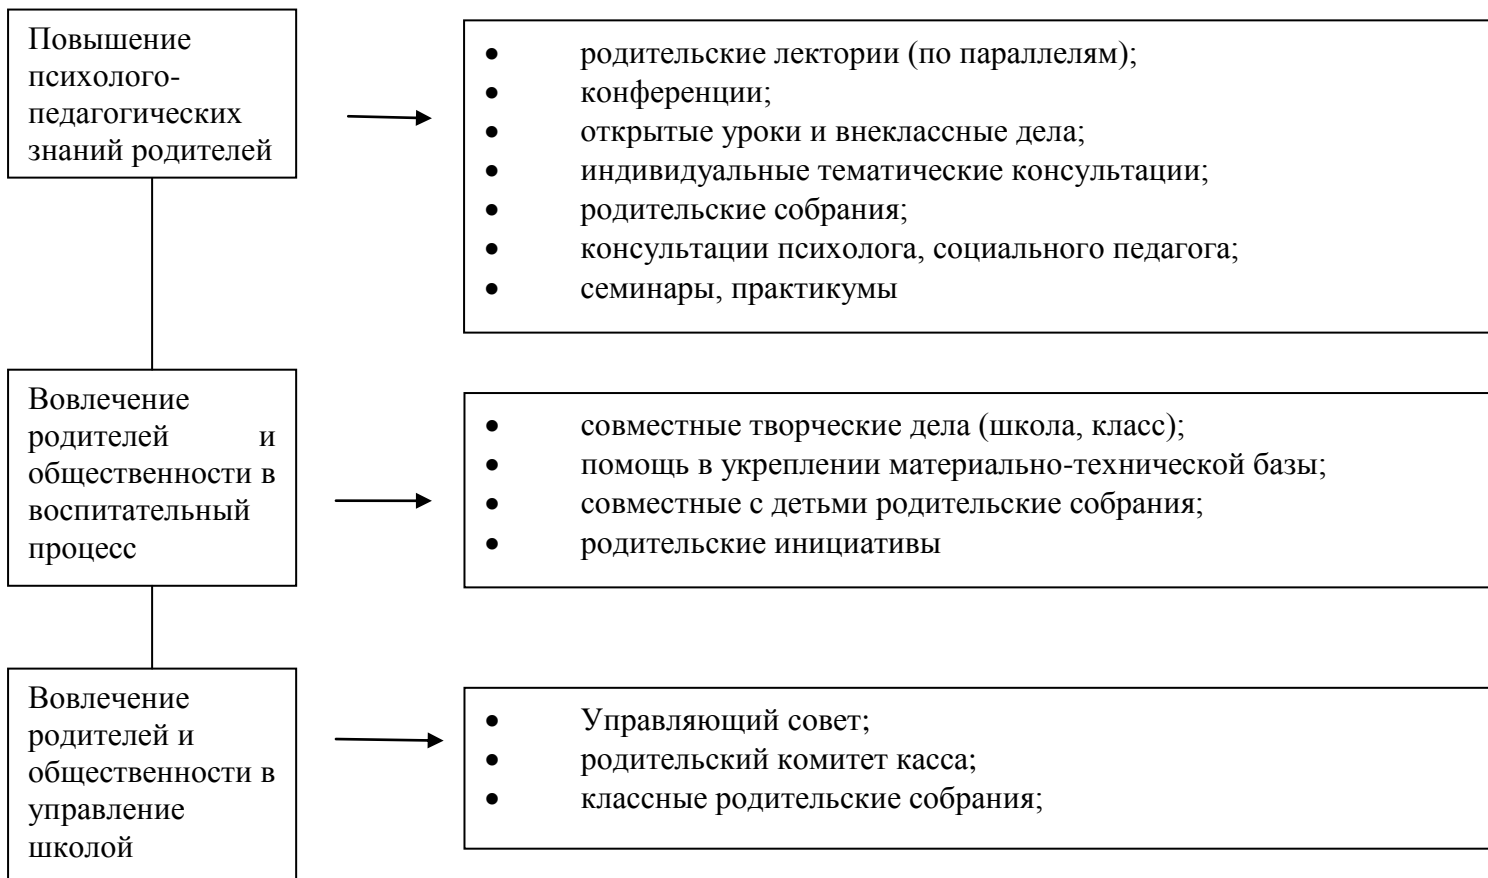 Повышение
психолого-
педагогических
знаний родителей
• родительские лектории (по параллелям);
• конференции;
• открытые уроки и внеклассные дела;
• индивидуальные тематические консультации;
• родительские собрания;
• консультации психолога, социального педагога;
• семинары, практикумы
Вовлечение
родителей и
общественности в
воспитательный
процесс
• совместные творческие дела (школа, класс);
• помощь в укреплении материально-технической базы;
• совместные с детьми родительские собрания;
• родительские инициативы
Вовлечение
родителей и
общественности в
управление
школой
• Управляющий совет;
• родительский комитет касса;
• классные родительские собрания;